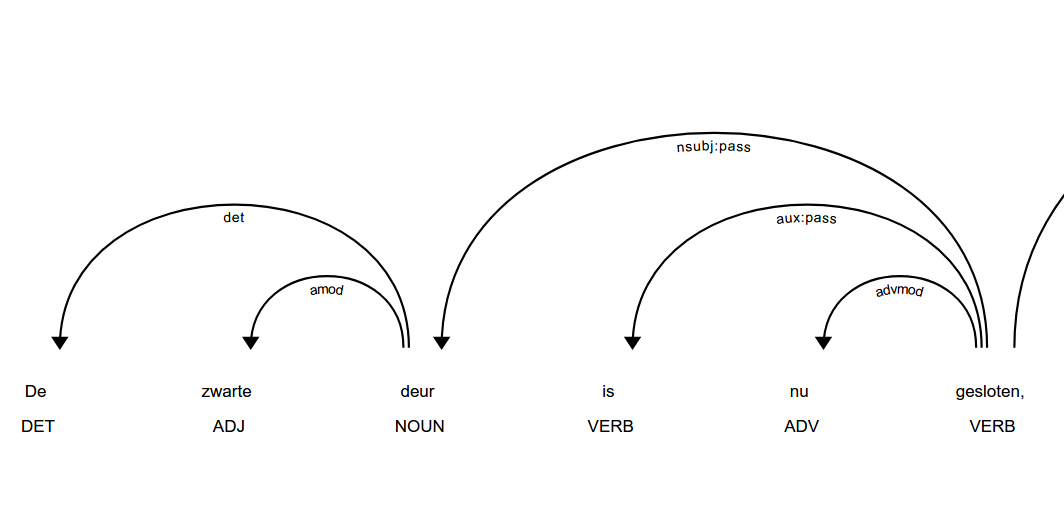 nsubj:pass
det
aux:pass
amod
advmod
De zwarte deur is nu gesloten,
DET ADJ NOUN VERB ADV VERB